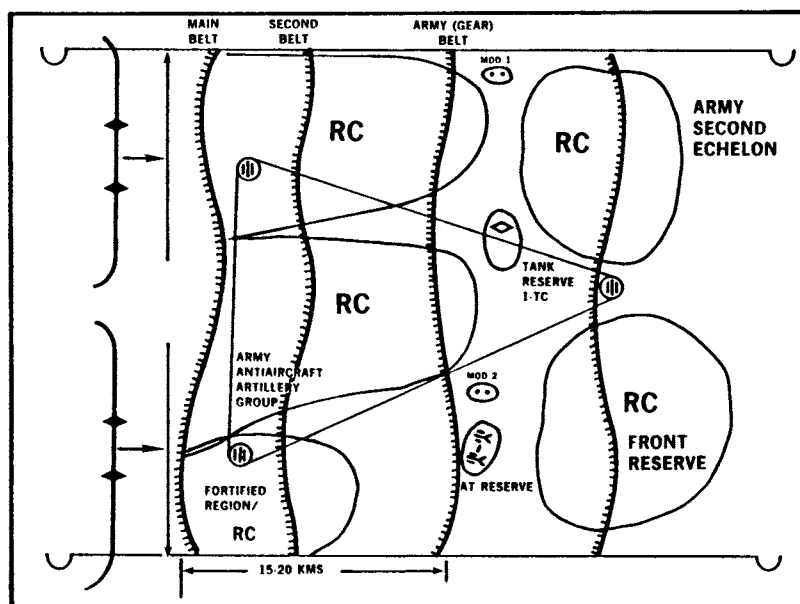 MAIN
BELT
SECOND
BELT
ARMY (GEAR)
BELT
MOD 1
RC
RC
ARMY
SECOND
ECHELON
TANK
RESERVE
1-TC
RC
ARMY
ANTIAIRCRAFT
ARTILLERY
GROUP
MOD 2
RC
FRONT
RESERVE
AT RESERVE
FORTIFIED
REGION/
RC
15-20 KMS